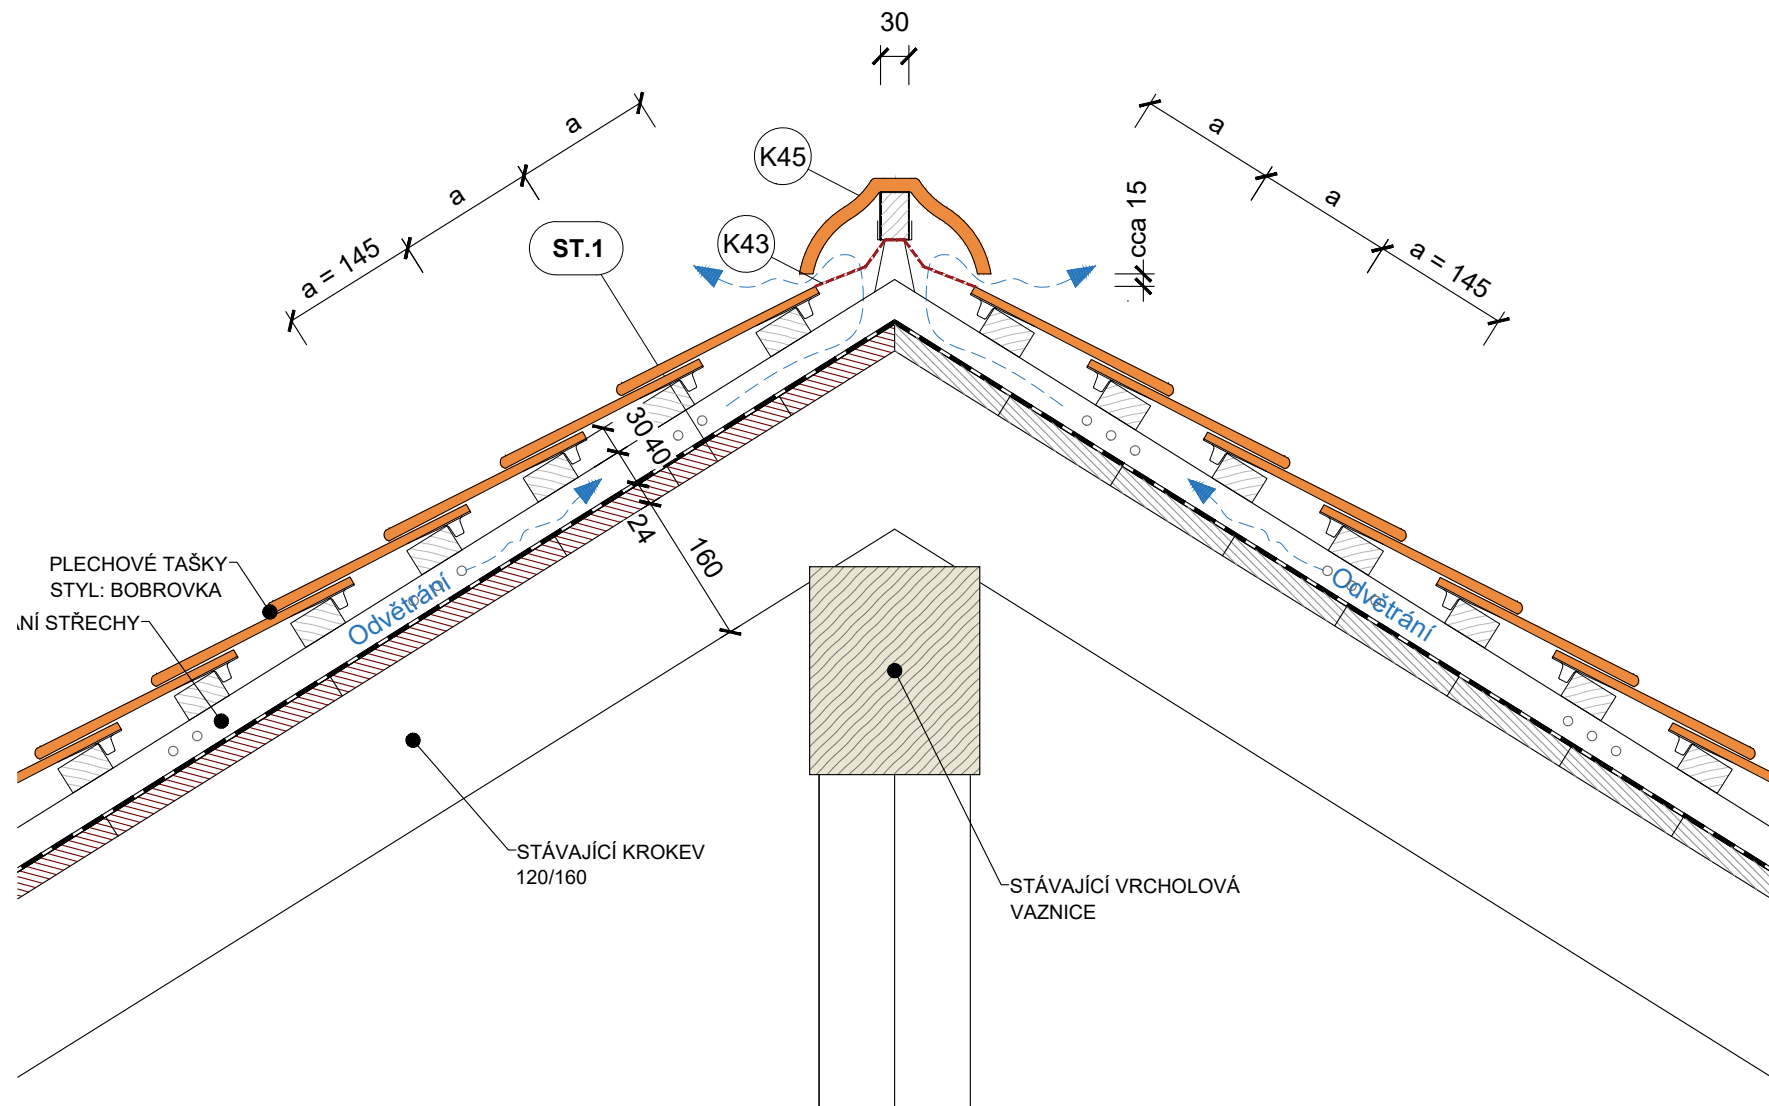 30
a
a
a = 145
a
a
a = 145
K45
K43
ST.1
cca 15
30
40
24
160
PLECHOVÉ TAŠKY
STYL: BOBROVKA
NÍ STŘECHY
Odvětrání
Odvětrání
STÁVAJÍCÍ KROKEV
120/160
STÁVAJÍCÍ VRCHOLOVÁ
VAZNICE